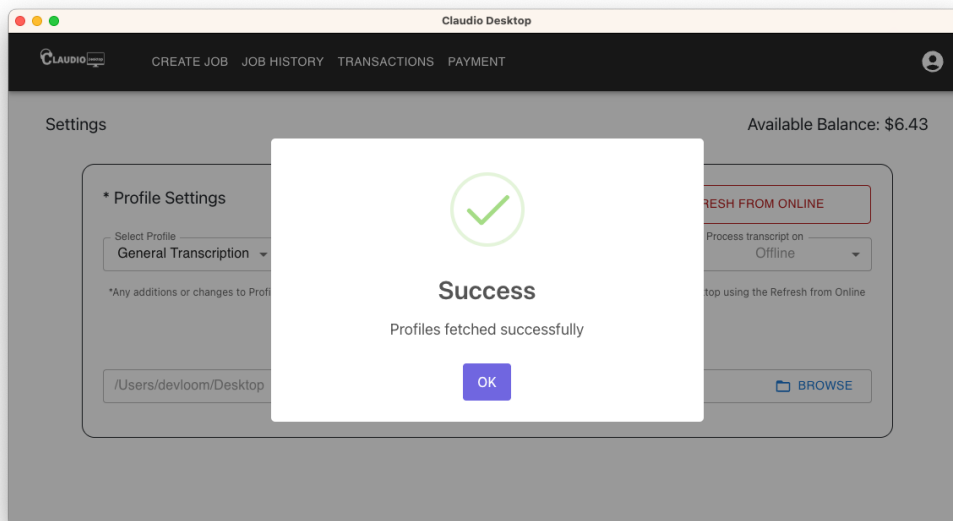 Claudio Desktop
CLAUDIO
CREATE JOB JOB HISTORY TRANSACTIONS PAYMENT
Settings
Available Balance: $6.43
* Profile Settings
RESH FROM ONLINE
Select Profile
General Transcription
Process transcript on
Offline
*Any additions or changes to Profi
top using the Refresh from Online
Success
Profiles fetched successfully
OK
/Users/devloom/Desktop
BROWSE